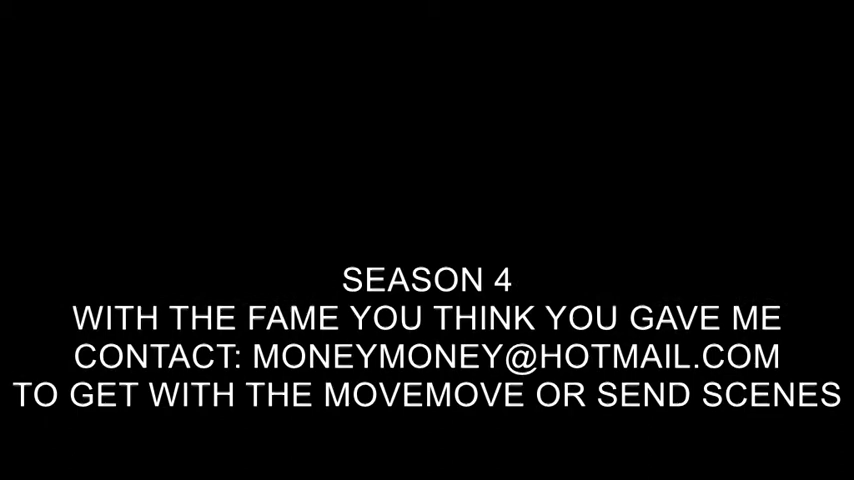 SEASON 4
WITH THE FAME YOU THINK YOU GAVE ME
CONTACT: MONEYMONEY@HOTMAIL.COM
TO GET WITH THE MOVEMOVE OR SEND SCENES